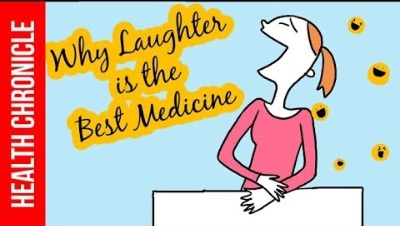 HEALTH CHRONICLE
Why Laughter
is the
Best Medicine